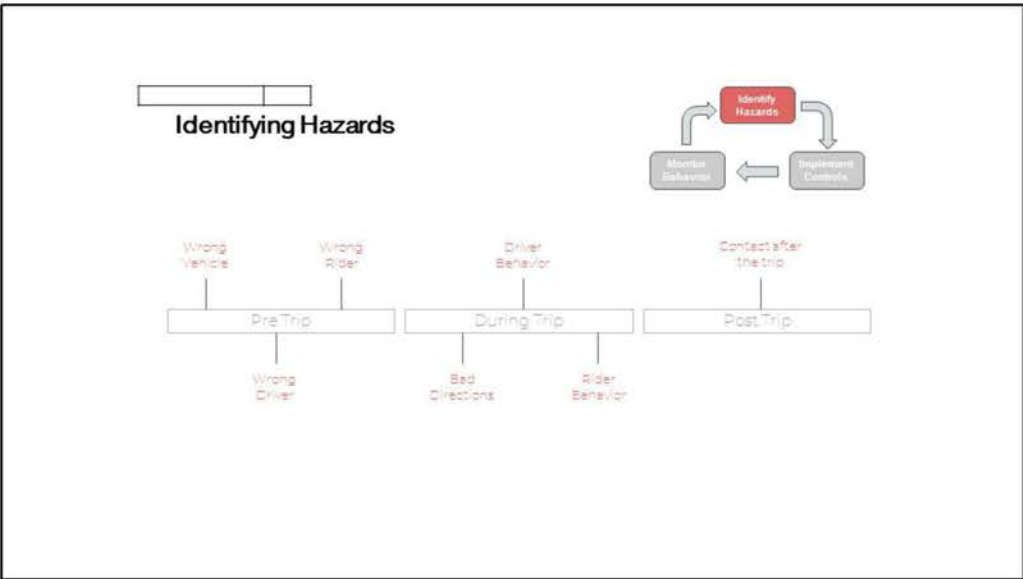 Identifying Hazards
Identify
Hazards
Monitor
Behavior
Implement
Controls
Wrong
Vehicle
Wrong
Rider
Driver
Behavior
Contact after
the trip
Pre Trip
During Trip
Post Trip
Wrong
Driver
Bad
Directions
Rider
Behavior